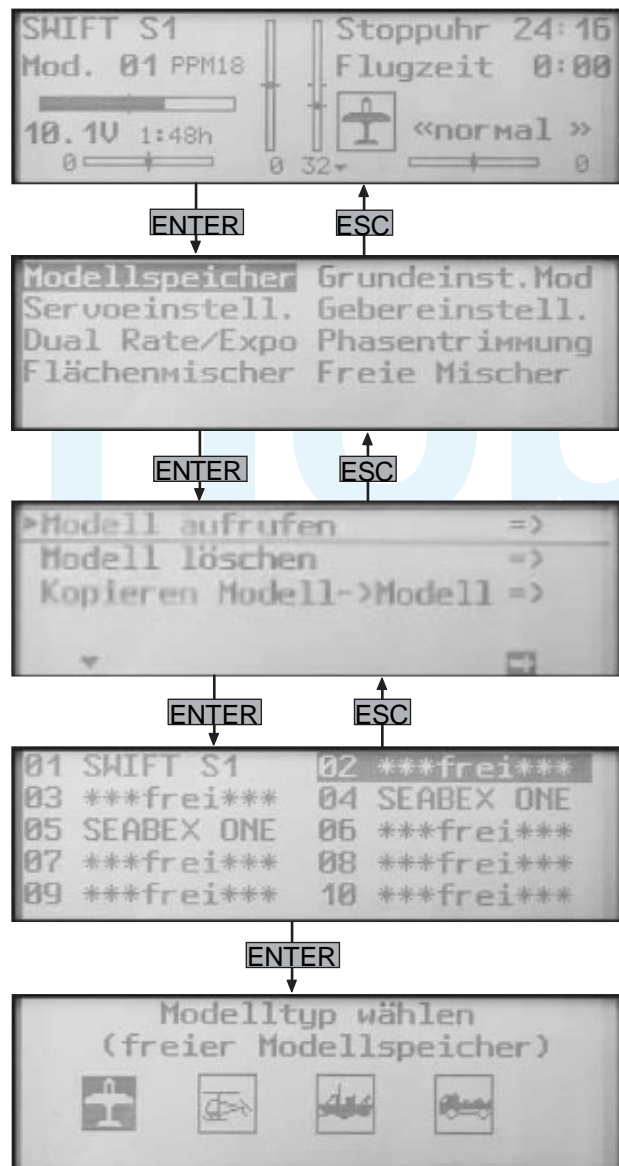 SWIFT S1 Stoppuhr 24:16
Mod. 01 PPM18 Flugzeit 0:00
10.1V 1:48h «normal »
0 0 32 0
ENTER ESC
Modellspeicher Grundeinst.Mod
Servoeinstell. Gebereinstell.
Dual Rate/Expo Phasentrimmung
Flächenmischer Freie Mischer
ENTER ESC
Modell aufrufen =>
Modell löschen =>
Kopieren Modell->Modell =>
ENTER ESC
01 SWIFT S1 02 ***frei***
03 ***frei*** 04 SEABEX ONE
05 SEABEX ONE 06 ***frei***
07 ***frei*** 08 ***frei***
09 ***frei*** 10 ***frei***
ENTER
Modelltyp wählen
(freier Modellspeicher)